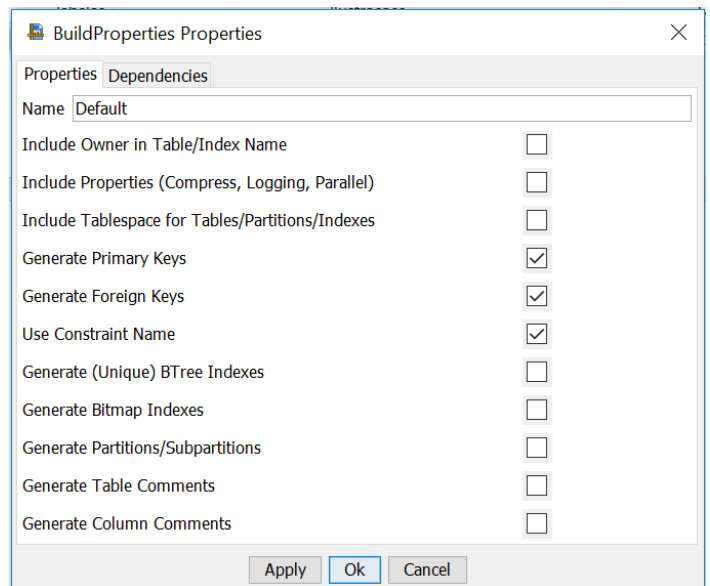 BuildProperties Properties
Properties Dependencies
Name Default
Include Owner in Table/Index Name
Include Properties (Compress, Logging, Parallel)
Include Tablespace for Tables/Partitions/Indexes
Generate Primary Keys
Generate Foreign Keys
Use Constraint Name
Generate (Unique) BTree Indexes
Generate Bitmap Indexes
Generate Partitions/Subpartitions
Generate Table Comments
Generate Column Comments
Apply Ok Cancel